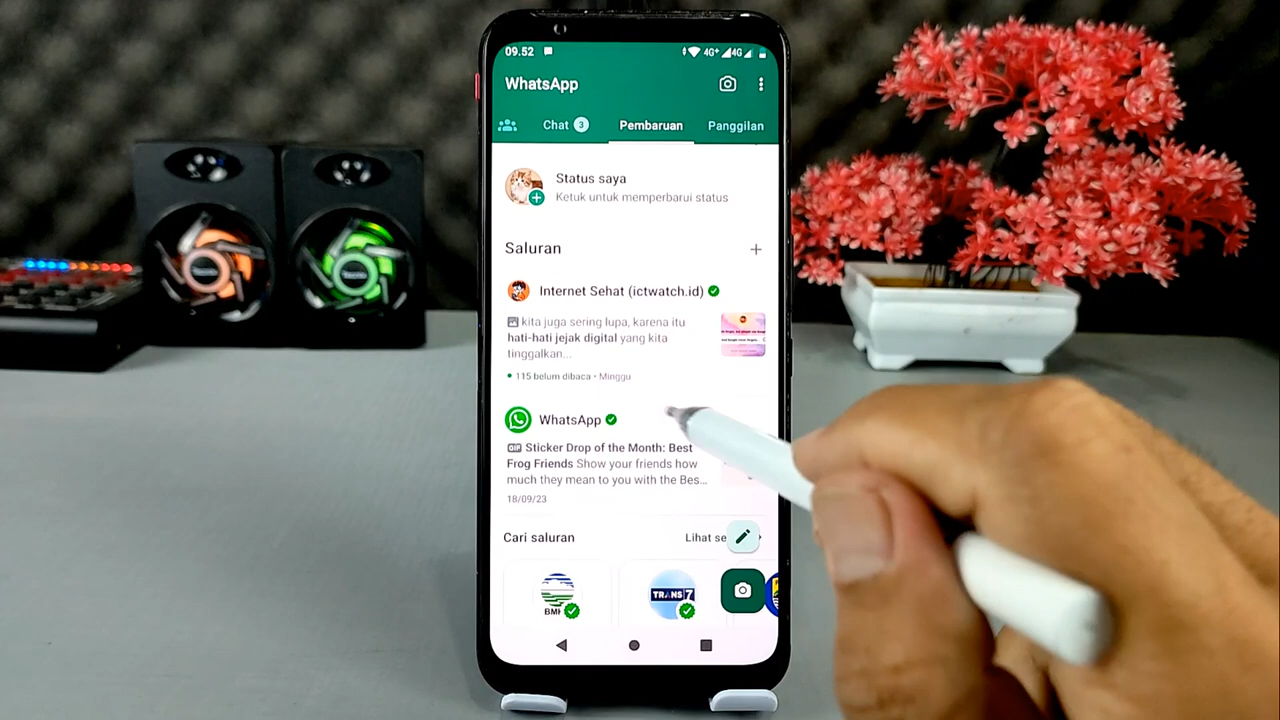 09.52
4G+ 4G
WhatsApp
Chat 3 Pembaruan Panggilan
Status saya
Ketuk untuk memperbarui status
Saluran
Internet Sehat (ictwatch.id)
kita juga sering lupa, karena itu
hati-hati jejak digital yang kita
tinggalkan...
115 belum dibaca • Minggu
WhatsApp
GIF Sticker Drop of the Month: Best
Frog Friends Show your friends how
much they mean to you with the Bes...
18/09/23
Cari saluran Lihat se
TRANS7